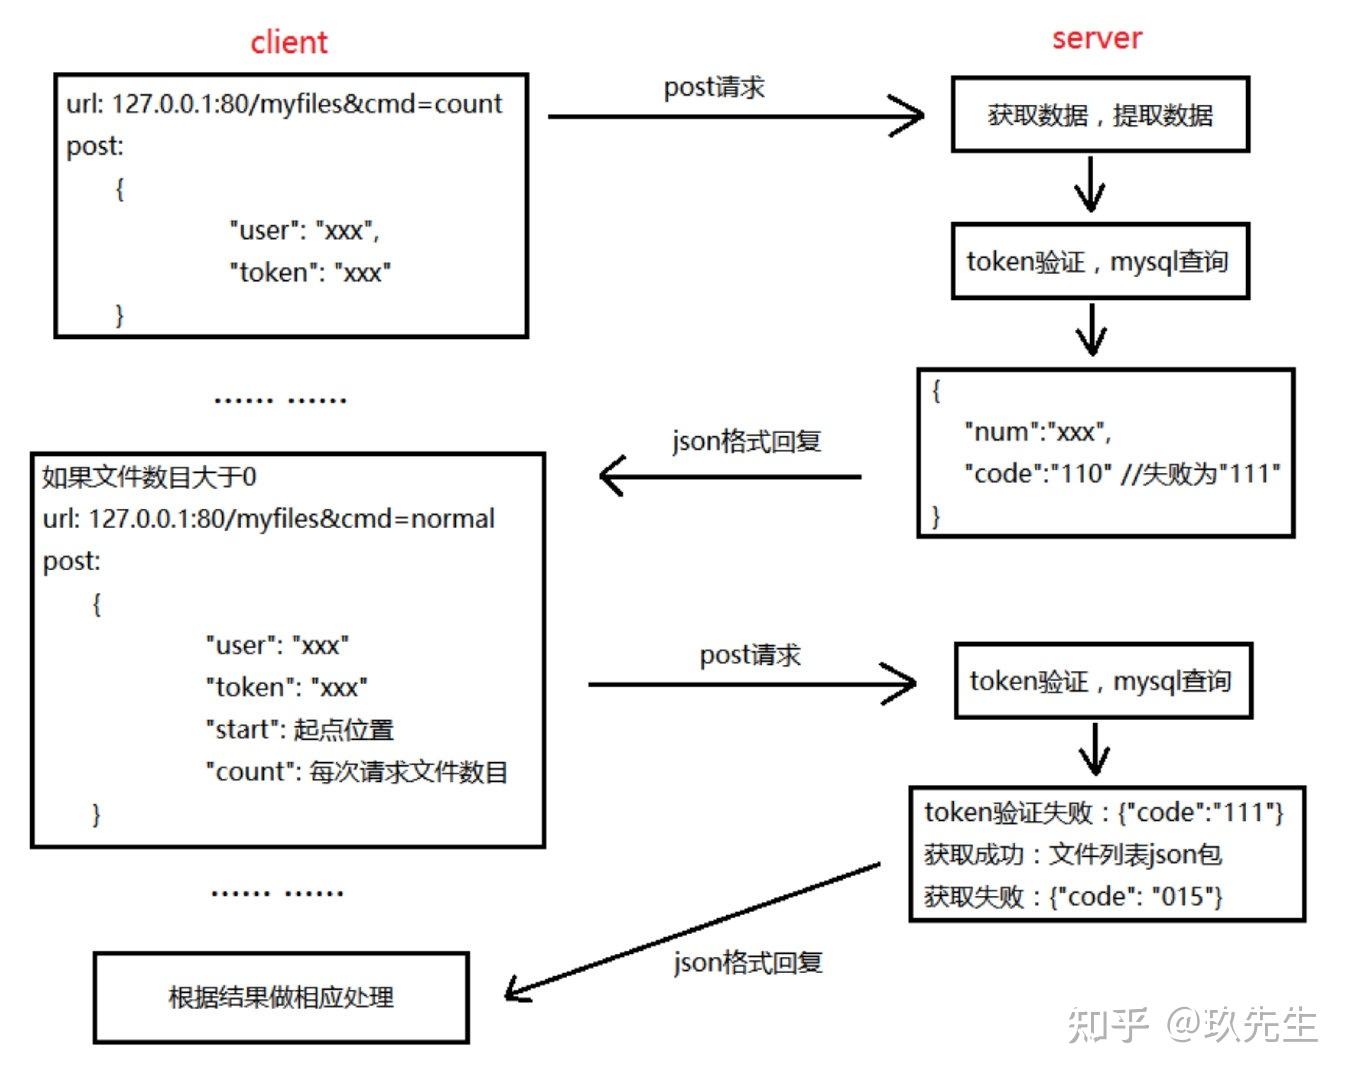 client
server
url: 127.0.0.1:80/myfiles&cmd=count
post:
{
"user": "xxx",
"token": "xxx"
}
post请求
获取数据，提取数据
token验证，mysql查询
{
"num":"xxx",
"code":"110" //失败为"111"
}
...... ......
json格式回复
如果文件数目大于0
url: 127.0.0.1:80/myfiles&cmd=normal
post:
{
"user": "xxx"
"token": "xxx"
"start": 起点位置
"count": 每次请求文件数目
}
post请求
token验证，mysql查询
token验证失败：{"code":"111"}
获取成功：文件列表json包
获取失败：{"code": "015"}
...... ......
json格式回复
根据结果做相应处理
知乎 @玖先生